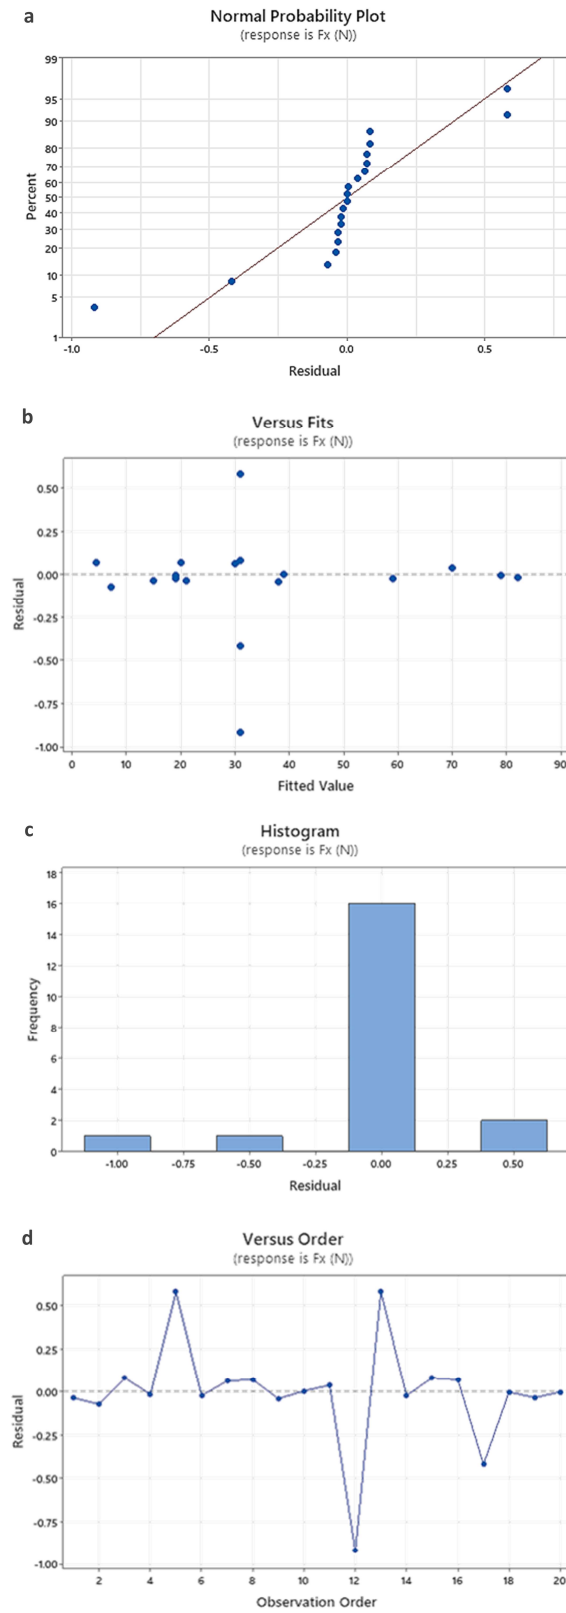 a
Normal Probability Plot
(response is Fx (N))
99
95
90
80
70
60
50
40
30
20
10
5
1
Percent
-1.0 -0.5 0.0 0.5
Residual
b
Versus Fits
(response is Fx (N))
0.50
0.25
0.00
-0.25
-0.50
-0.75
-1.00
Residual
0 10 20 30 40 50 60 70 80 90
Fitted Value
c
Histogram
(response is Fx (N))
18
16
14
12
10
8
6
4
2
0
Frequency
-1.00 -0.75 -0.50 -0.25 0.00 0.25 0.50
Residual
d
Versus Order
(response is Fx (N))
0.50
0.25
0.00
-0.25
-0.50
-0.75
-1.00
Residual
2 4 6 8 10 12 14 16 18 20
Observation Order